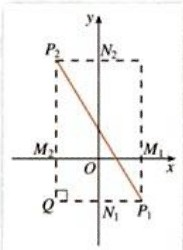 y
P₂ N₂
M₂ O M₁ x
Q N₁ P₁